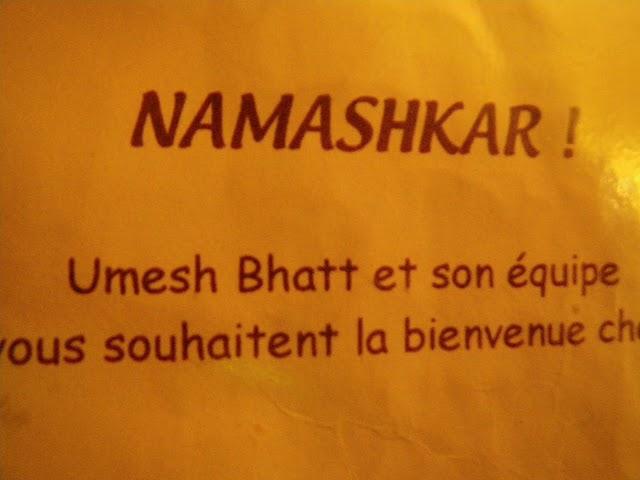 NAMASHKAR !
Umesh Bhatt et son équipe
vous souhaitent la bienvenue